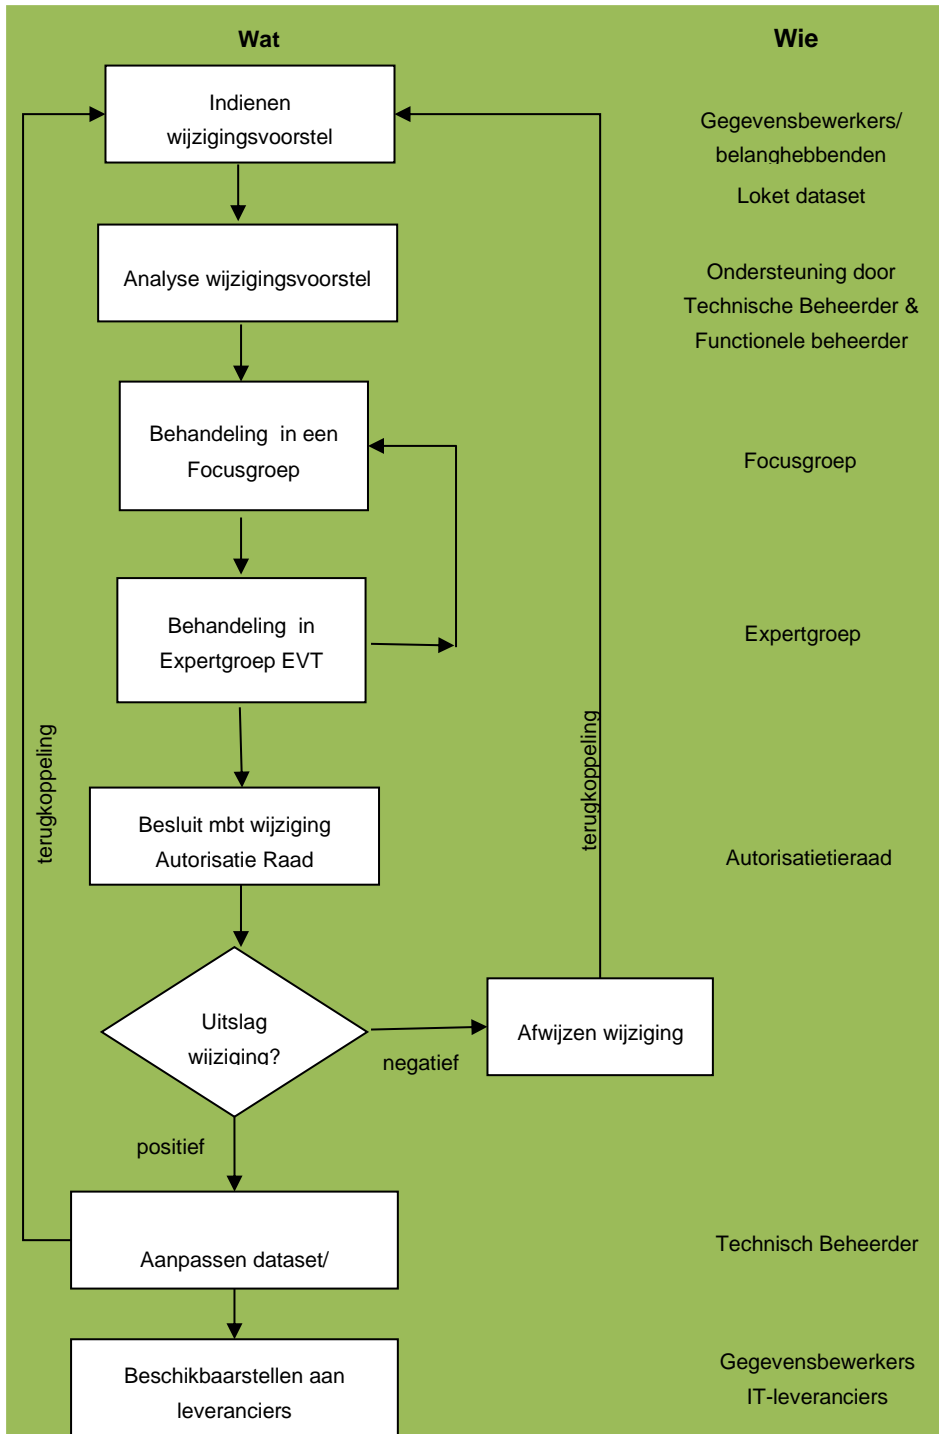 Wat
Wie
Indienen
wijzigingsvoorstel
Gegevensbewerkers/
belanghebbenden
Loket dataset
Analyse wijzigingsvoorstel
Ondersteuning door
Technische Beheerder &
Functionele beheerder
Behandeling in een
Focusgroep
Focusgroep
Behandeling in
Expertgroep EVT
Expertgroep
terugkoppeling
terugkoppeling
Besluit mbt wijziging
Autorisatie Raad
Autorisatietieraad
Uitslag
wijziging?
negatief
Afwijzen wijziging
positief
Aanpassen dataset/
Technisch Beheerder
Beschikbaarstellen aan
leveranciers
Gegevensbewerkers
IT-leveranciers